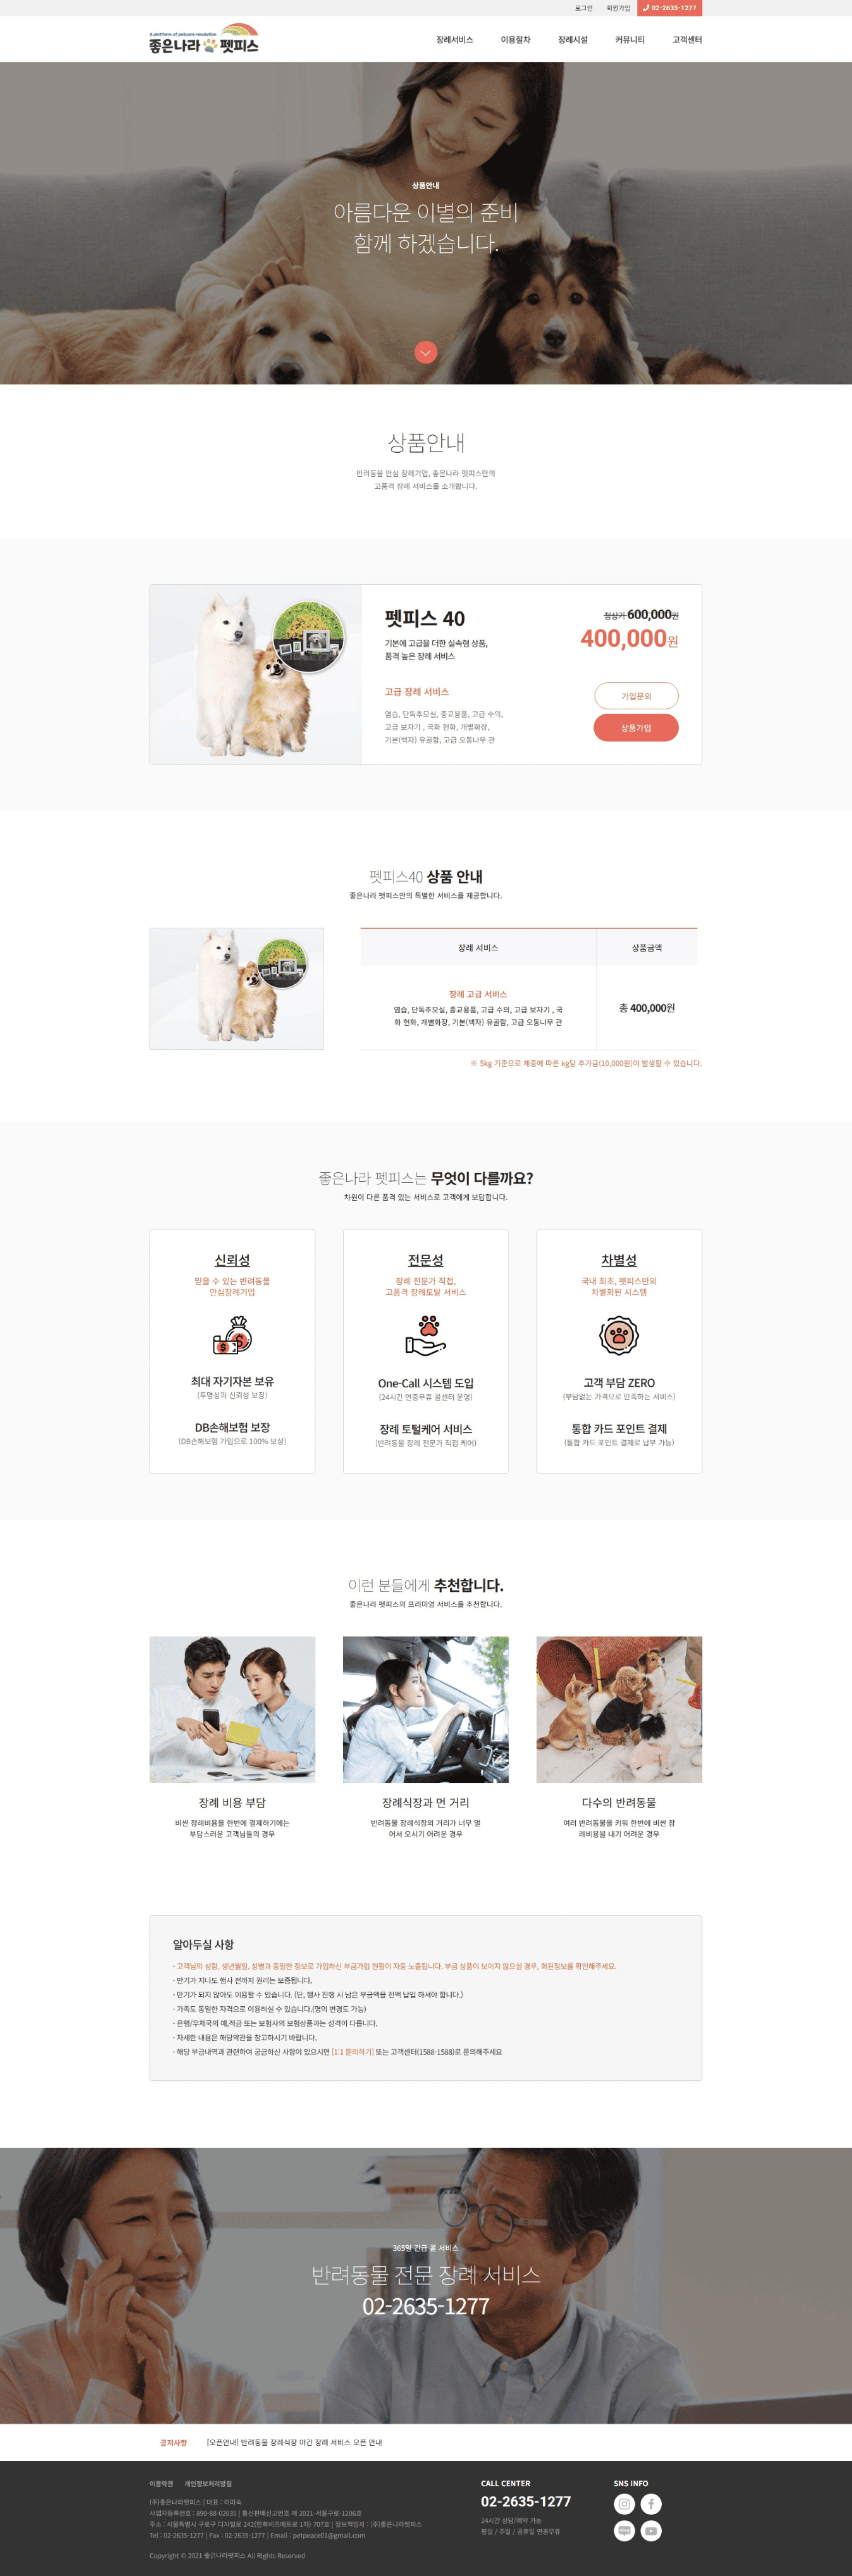 로그인 회원가입 02-2635-1277
A platform of petcare revolution
좋은나라 펫피스
장례서비스 이용절차 장례시설 커뮤니티 고객센터
상품안내
아름다운 이별의 준비
함께 하겠습니다.
상품안내
반려동물 안심 장례기업, 좋은나라 펫피스만의
고품격 장례 서비스를 소개합니다.
펫피스 40
기본에 고급을 더한 실속형 상품,
품격 높은 장례 서비스
정상가 600,000원
400,000원
고급 장례 서비스
염습, 단독추모실, 종교용품, 고급 수의,
고급 보자기 , 국화 헌화, 개별화장,
기본(백자) 유골함, 고급 오동나무 관
가입문의
상품가입
펫피스40 상품 안내
좋은나라 펫피스만의 특별한 서비스를 제공합니다.
장례 서비스 상품금액
장례 고급 서비스
염습, 단독추모실, 종교용품, 고급 수의, 고급 보자기 , 국
화 헌화, 개별화장, 기본(백자) 유골함, 고급 오동나무 관
총 400,000원
※ 5kg 기준으로 체중에 따른 kg당 추가금(10,000원)이 발생할 수 있습니다.
좋은나라 펫피스는 무엇이 다를까요?
차원이 다른 품격 있는 서비스로 고객에게 보답합니다.
신뢰성
믿을 수 있는 반려동물
안심장례기업
최대 자기자본 보유
(투명성과 신뢰성 보장)
DB손해보험 보장
(DB손해보험 가입으로 100% 보상)
전문성
장례 전문가 직접,
고품격 장례토탈 서비스
One-Call 시스템 도입
(24시간 연중무휴 콜센터 운영)
장례 토털케어 서비스
(반려동물 장례 전문가 직접 케어)
차별성
국내 최초, 펫피스만의
차별화된 시스템
고객 부담 ZERO
(부담없는 가격으로 만족하는 서비스)
통합 카드 포인트 결제
(통합 카드 포인트 결제로 납부 가능)
이런 분들에게 추천합니다.
좋은나라 펫피스의 프리미엄 서비스를 추천합니다.
장례 비용 부담
비싼 장례비용을 한번에 결제하기에는
부담스러운 고객님들의 경우
장례식장과 먼 거리
반려동물 장례식장의 거리가 너무 멀
어서 오시기 어려운 경우
다수의 반려동물
여러 반려동물을 키워 한번에 비싼 장
례비용을 내기 어려운 경우
알아두실 사항
· 고객님의 성함, 생년월일, 성별과 동일한 정보로 가입하신 부금가입 현황이 자동 노출됩니다. 부금 상품이 보이지 않으실 경우, 회원정보를 확인해주세요.
· 만기가 지나도 행사 전까지 권리는 보증됩니다.
· 만기가 되지 않아도 이용할 수 있습니다. (단, 행사 진행 시 남은 부금액을 전액 납입 하셔야 합니다.)
· 가족도 동일한 자격으로 이용하실 수 있습니다.(명의 변경도 가능)
· 은행/우체국의 예,적금 또는 보험사의 보험상품과는 성격이 다릅니다.
· 자세한 내용은 해당약관을 참고하시기 바랍니다.
· 해당 부금내역과 관련하여 궁금하신 사항이 있으시면 [1:1 문의하기] 또는 고객센터(1588-1588)로 문의해주세요
365일 긴급 콜 서비스
반려동물 전문 장례 서비스
02-2635-1277
공지사항 [오픈안내] 반려동물 장례식장 야간 장례 서비스 오픈 안내
이용약관 개인정보처리방침
(주)좋은나라펫피스 | 대표 : 이미숙
사업자등록번호 : 890-88-02035 | 통신판매신고번호 제 2021-서울구로-1206호
주소 : 서울특별시 구로구 디지털로 242(한화비즈메트로 1차) 707호 | 정보책임자 : (주)좋은나라펫피스
Tel : 02-2635-1277 | Fax : 02-2635-1277 | Email : petpeace01@gmail.com
Copyright © 2021 좋은나라펫피스 All Rights Reserved
CALL CENTER
02-2635-1277
24시간 상담/예약 가능
평일 / 주말 / 공휴일 연중무휴
SNS INFO